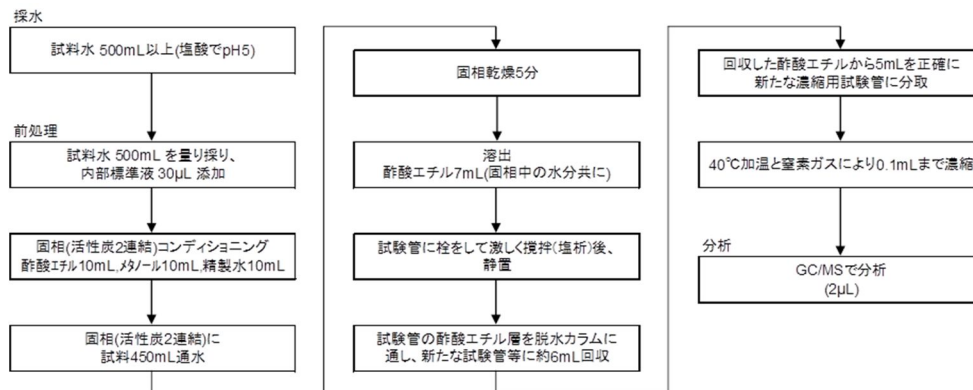 採水
試料水 500mL以上(塩酸でpH5)
前処理
試料水 500mL を量り採り、
内部標準液 30μL 添加
固相(活性炭2連結)コンディショニング
酢酸エチル10mL,メタノール10mL,精製水10mL
固相(活性炭2連結)に
試料450mL通水
固相乾燥5分
溶出
酢酸エチル7mL(固相中の水分共に)
試験管に栓をして激しく撹拌(塩析)後、
静置
試験管の酢酸エチル層を脱水カラムに
通し、新たな試験管等に約6mL回収
回収した酢酸エチルから5mLを正確に
新たな濃縮用試験管に分取
40℃加温と窒素ガスにより0.1mLまで濃縮
分析
GC/MSで分析
(2μL)